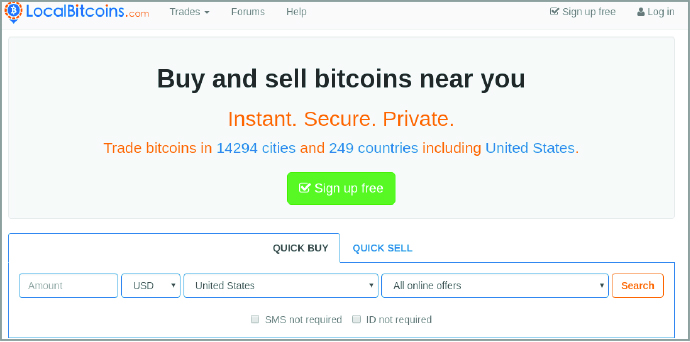 LocalBitcoins.com Trades Forums Help Sign up free Log in
Buy and sell bitcoins near you
Instant. Secure. Private.
Trade bitcoins in 14294 cities and 249 countries including United States.
Sign up free
QUICK BUY QUICK SELL
Amount USD United States All online offers Search
SMS not required ID not required